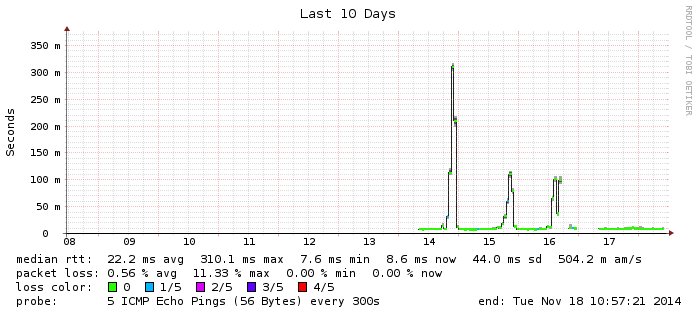 Last 10 Days
RRDTOOL / TOBI OETIKER
Seconds
350 m
300 m
250 m
200 m
150 m
100 m
50 m
0
08 09 10 11 12 13 14 15 16 17
median rtt: 22.2 ms avg 310.1 ms max 7.6 ms min 8.6 ms now 44.0 ms sd 504.2 m am/s
packet loss: 0.56 % avg 11.33 % max 0.00 % min 0.00 % now
loss color: 0 1/5 2/5 3/5 4/5
probe: 5 ICMP Echo Pings (56 Bytes) every 300s end: Tue Nov 18 10:57:21 2014